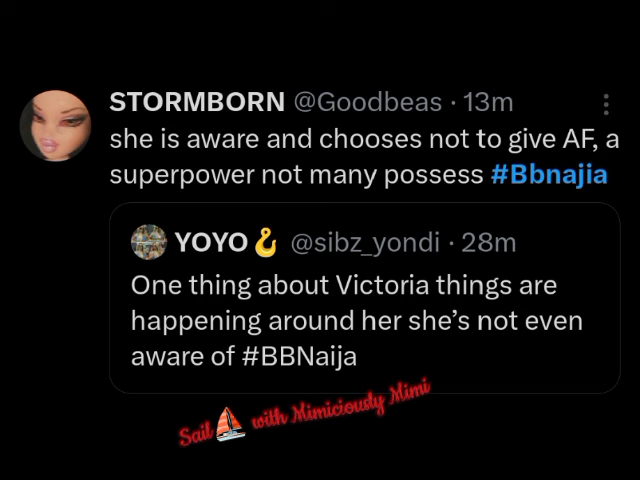 STORMBORN @Goodbeas · 13m
she is aware and chooses not to give AF, a
superpower not many possess #Bbnajia
YOYO🪝 @sibz_yondi · 28m
One thing about Victoria things are
happening around her she's not even
aware of #BBNaija
Sail⛵ with Mimiciously Mimi